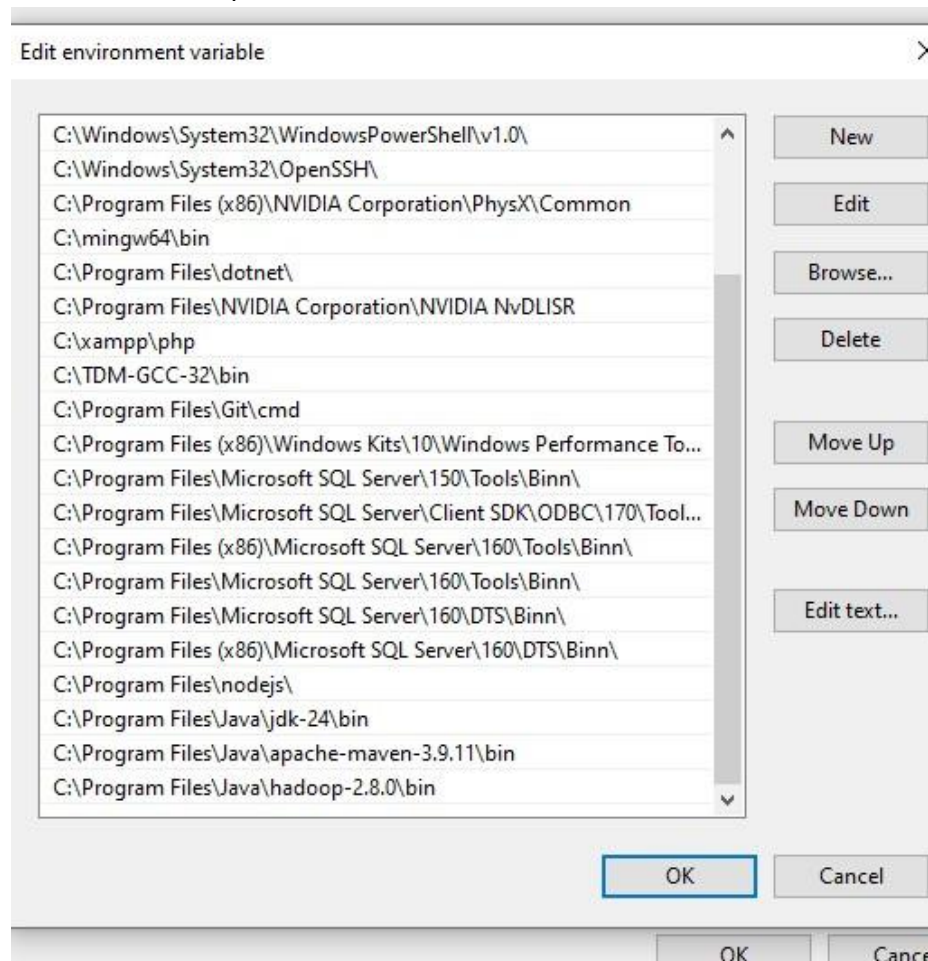 Edit environment variable
C:\Windows\System32\WindowsPowerShell\v1.0\
C:\Windows\System32\OpenSSH\
C:\Program Files (x86)\NVIDIA Corporation\PhysX\Common
C:\mingw64\bin
C:\Program Files\dotnet\
C:\Program Files\NVIDIA Corporation\NVIDIA NvDLISR
C:\xampp\php
C:\TDM-GCC-32\bin
C:\Program Files\Git\cmd
C:\Program Files (x86)\Windows Kits\10\Windows Performance To...
C:\Program Files\Microsoft SQL Server\150\Tools\Binn\
C:\Program Files\Microsoft SQL Server\Client SDK\ODBC\170\Tool...
C:\Program Files (x86)\Microsoft SQL Server\160\Tools\Binn\
C:\Program Files\Microsoft SQL Server\160\Tools\Binn\
C:\Program Files\Microsoft SQL Server\160\DTS\Binn\
C:\Program Files (x86)\Microsoft SQL Server\160\DTS\Binn\
C:\Program Files\nodejs\
C:\Program Files\Java\jdk-24\bin
C:\Program Files\Java\apache-maven-3.9.11\bin
C:\Program Files\Java\hadoop-2.8.0\bin
New
Edit
Browse...
Delete
Move Up
Move Down
Edit text...
OK
Cancel
OK